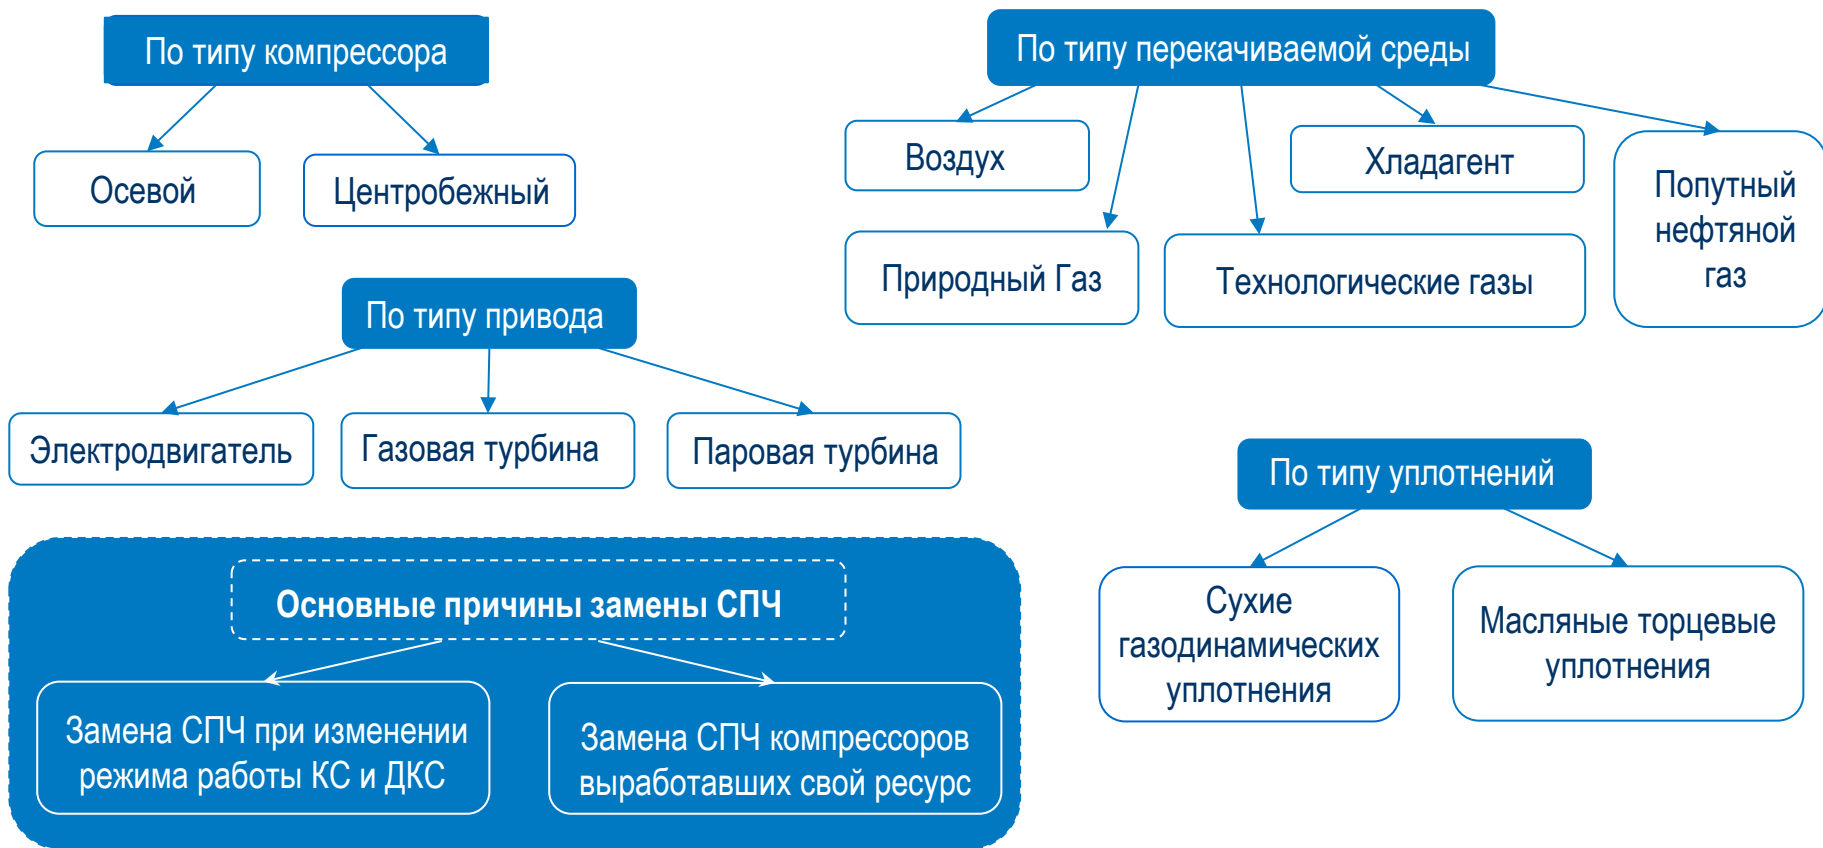 По типу компрессора
Осевой
Центробежный
По типу перекачиваемой среды
Воздух
Хладагент
Попутный
нефтяной
газ
Природный Газ
Технологические газы
По типу привода
Электродвигатель
Газовая турбина
Паровая турбина
По типу уплотнений
Сухие
газодинамических
уплотнения
Масляные торцевые
уплотнения
Основные причины замены СПЧ
Замена СПЧ при изменении
режима работы КС и ДКС
Замена СПЧ компрессоров
выработавших свой ресурс